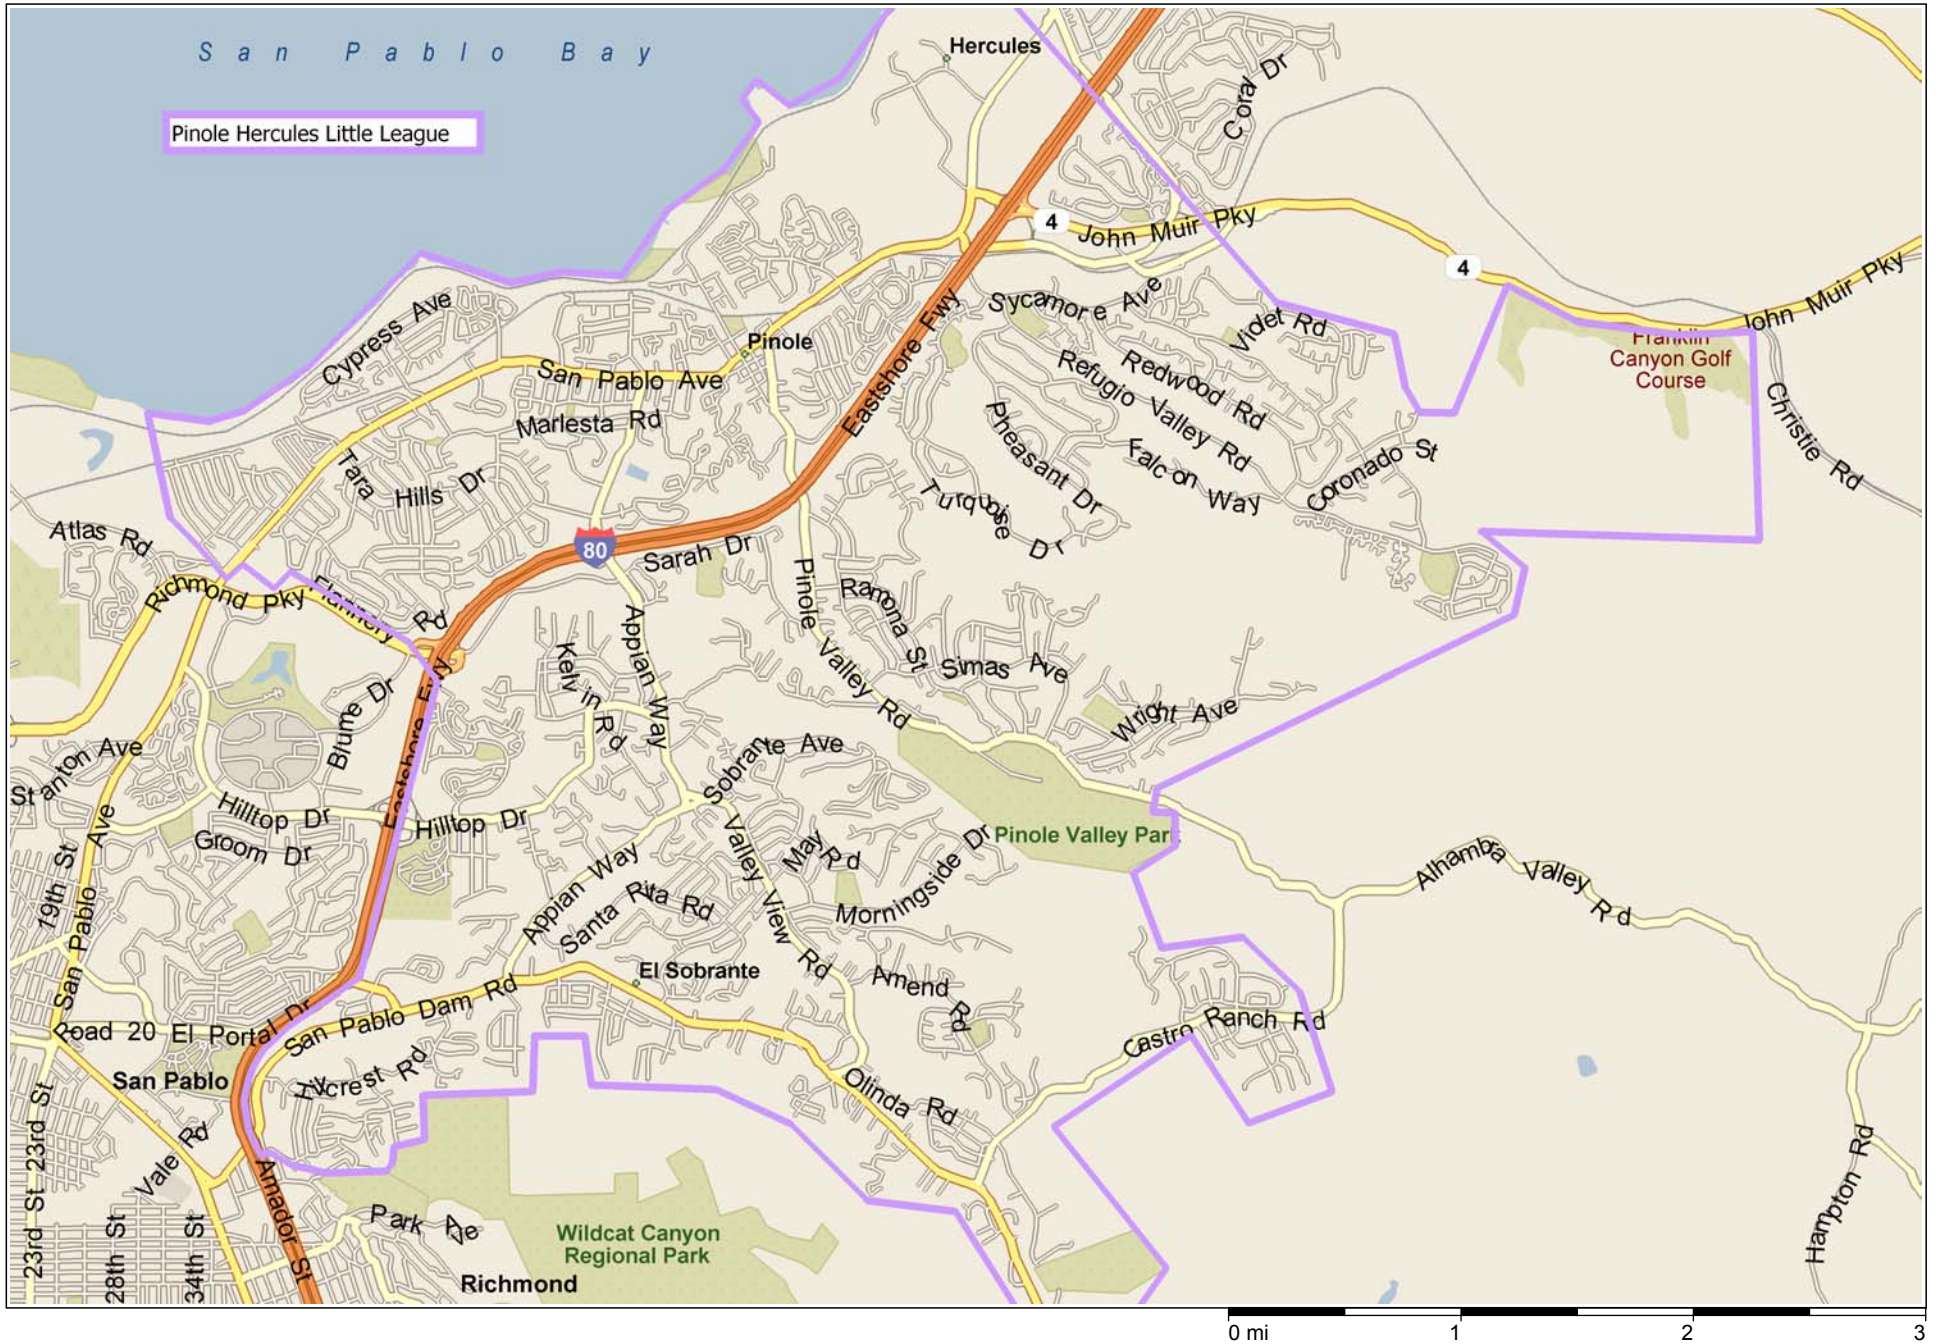 San Pablo Bay
Hercules
Coral Dr
Pinole Hercules Little League
4
John Muir Pky
4
John Muir Pky
Sycamore Ave
Violet Rd
Cypress Ave
Eastshore Fwy
Pinole
Franklin
Canyon Golf
Course
San Pablo Ave
Redwood Rd
Refugio Valley Rd
Marlesta Rd
Pheasant Dr
Falcon Way
Coronado St
Christie Rd
Tara Hills Dr
Turquoise Dr
Atlas Rd
80
Sarah Dr
Richmond Pky
Flannery Rd
Pinole Valley Rd
Ramona St
Simas Ave
Appian Way
Kelvin Rd
Wright Ave
Blume Dr
Eastshore Fwy
Stanton Ave
Sobrante Ave
Hilltop Dr
Hilltop Dr
Groom Dr
Pinole Valley Park
May Rd
Valley View Rd
Morningside Dr
Alhambra Valley Rd
19th St
San Pablo Ave
Appian Way
Santa Rita Rd
El Sobrante
Amend Rd
San Pablo Dam Rd
Road 20
El Portal Dr
Castro Ranch Rd
San Pablo
Hillcrest Rd
Olinda Rd
23rd St
23rd St
Vale Rd
Amador St
28th St
34th St
Park Ave
Wildcat Canyon
Regional Park
Richmond
Hampton Rd
0 mi 1 2 3